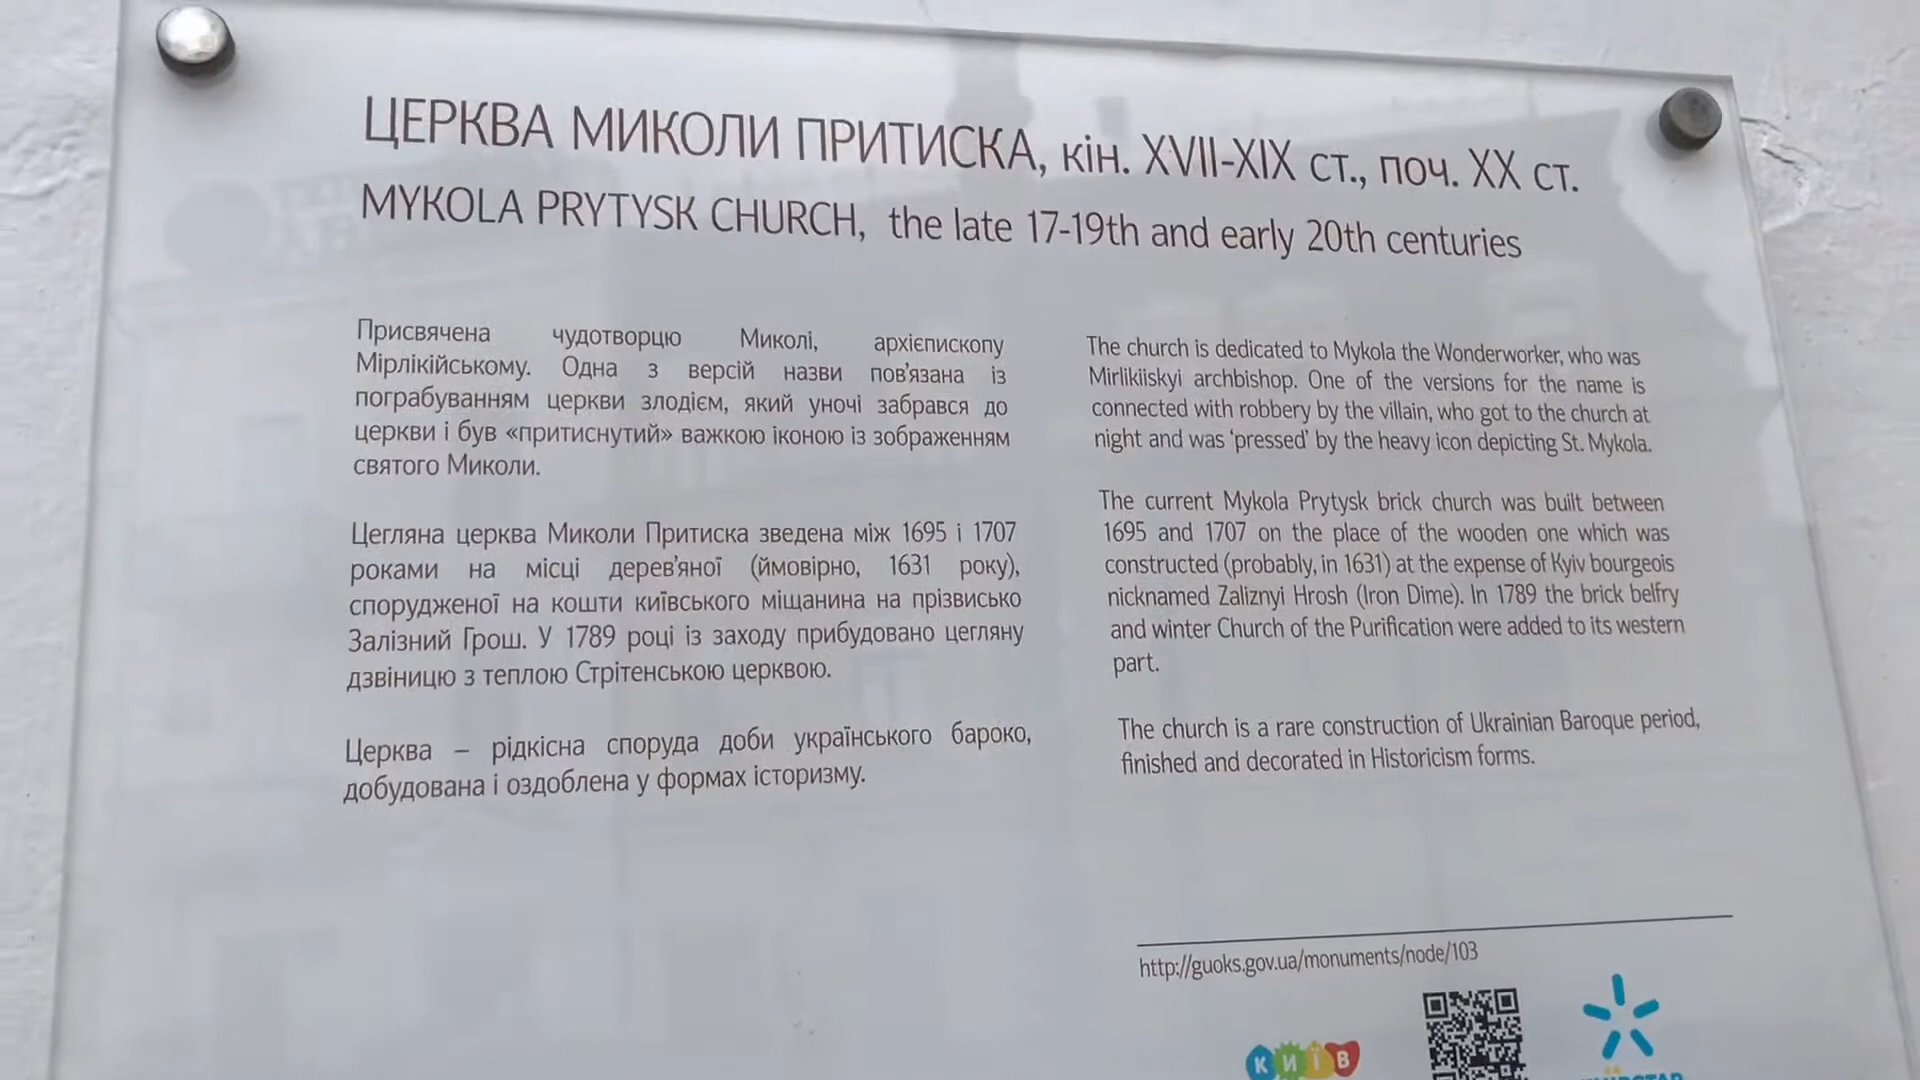 ЦЕРКВА МИКОЛИ ПРИТИСКА, кін. XVII-XIX ст., поч. XX ст.
MYKOLA PRYTYSK CHURCH, the late 17-19th and early 20th centuries
Присвячена чудотворцю Миколі, архієпископу
Мірлікійському. Одна з версій назви пов'язана із
пограбуванням церкви злодієм, який уночі забрався до
церкви і був «притиснутий» важкою іконою із зображенням
святого Миколи.
Цегляна церква Миколи Притиска зведена між 1695 і 1707
роками на місці дерев'яної (ймовірно, 1631 року),
спорудженої на кошти київського міщанина на прізвисько
Залізний Грош. У 1789 році із заходу прибудовано цегляну
дзвіницю з теплою Стрітенською церквою.
Церква – рідкісна споруда доби українського бароко,
добудована і оздоблена у формах історизму.
The church is dedicated to Mykola the Wonderworker, who was
Mirlikiiskyi archbishop. One of the versions for the name is
connected with robbery by the villain, who got to the church at
night and was 'pressed' by the heavy icon depicting St. Mykola.
The current Mykola Prytysk brick church was built between
1695 and 1707 on the place of the wooden one which was
constructed (probably, in 1631) at the expense of Kyiv bourgeois
nicknamed Zaliznyi Hrosh (Iron Dime). In 1789 the brick belfry
and winter Church of the Purification were added to its western
part.
The church is a rare construction of Ukrainian Baroque period,
finished and decorated in Historicism forms.
http://guoks.gov.ua/monuments/node/103
КИЇВ